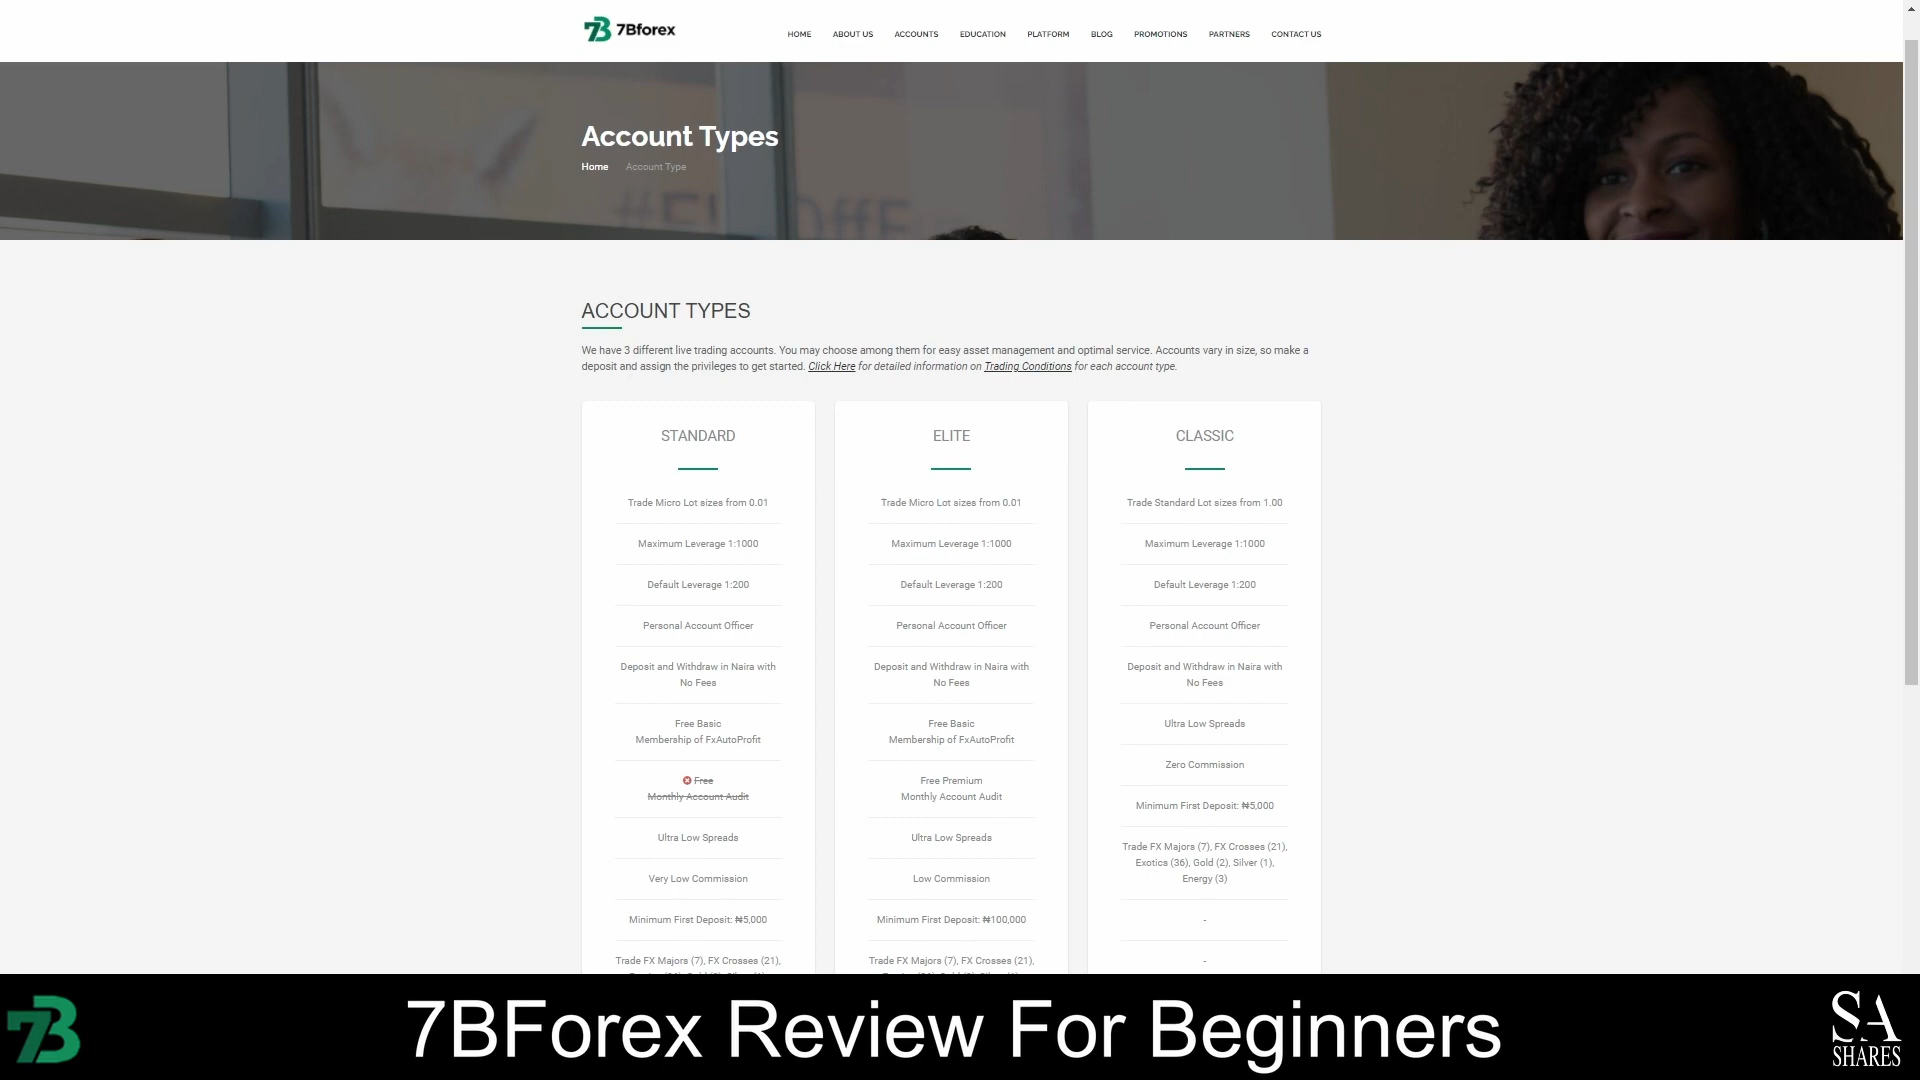 7Bforex
HOME ABOUT US ACCOUNTS EDUCATION PLATFORM BLOG PROMOTIONS PARTNERS CONTACT US
Account Types
Home Account Type
ACCOUNT TYPES
We have 3 different live trading accounts. You may choose among them for easy asset management and optimal service. Accounts vary in size, so make a
deposit and assign the privileges to get started. Click Here for detailed information on Trading Conditions for each account type.
STANDARD
Trade Micro Lot sizes from 0.01
Maximum Leverage 1:1000
Default Leverage 1:200
Personal Account Officer
Deposit and Withdraw in Naira with
No Fees
Free Basic
Membership of FxAutoProfit
Free
Monthly Account Audit
Ultra Low Spreads
Very Low Commission
Minimum First Deposit: ₦5,000
Trade FX Majors (7), FX Crosses (21),
ELITE
Trade Micro Lot sizes from 0.01
Maximum Leverage 1:1000
Default Leverage 1:200
Personal Account Officer
Deposit and Withdraw in Naira with
No Fees
Free Basic
Membership of FxAutoProfit
Free Premium
Monthly Account Audit
Ultra Low Spreads
Low Commission
Minimum First Deposit: ₦100,000
Trade FX Majors (7), FX Crosses (21),
CLASSIC
Trade Standard Lot sizes from 1.00
Maximum Leverage 1:1000
Default Leverage 1:200
Personal Account Officer
Deposit and Withdraw in Naira with
No Fees
Ultra Low Spreads
Zero Commission
Minimum First Deposit: ₦5,000
Trade FX Majors (7), FX Crosses (21),
Exotics (36), Gold (2), Silver (1),
Energy (3)
-
-
7B
7BForex Review For Beginners
SA
SHARES